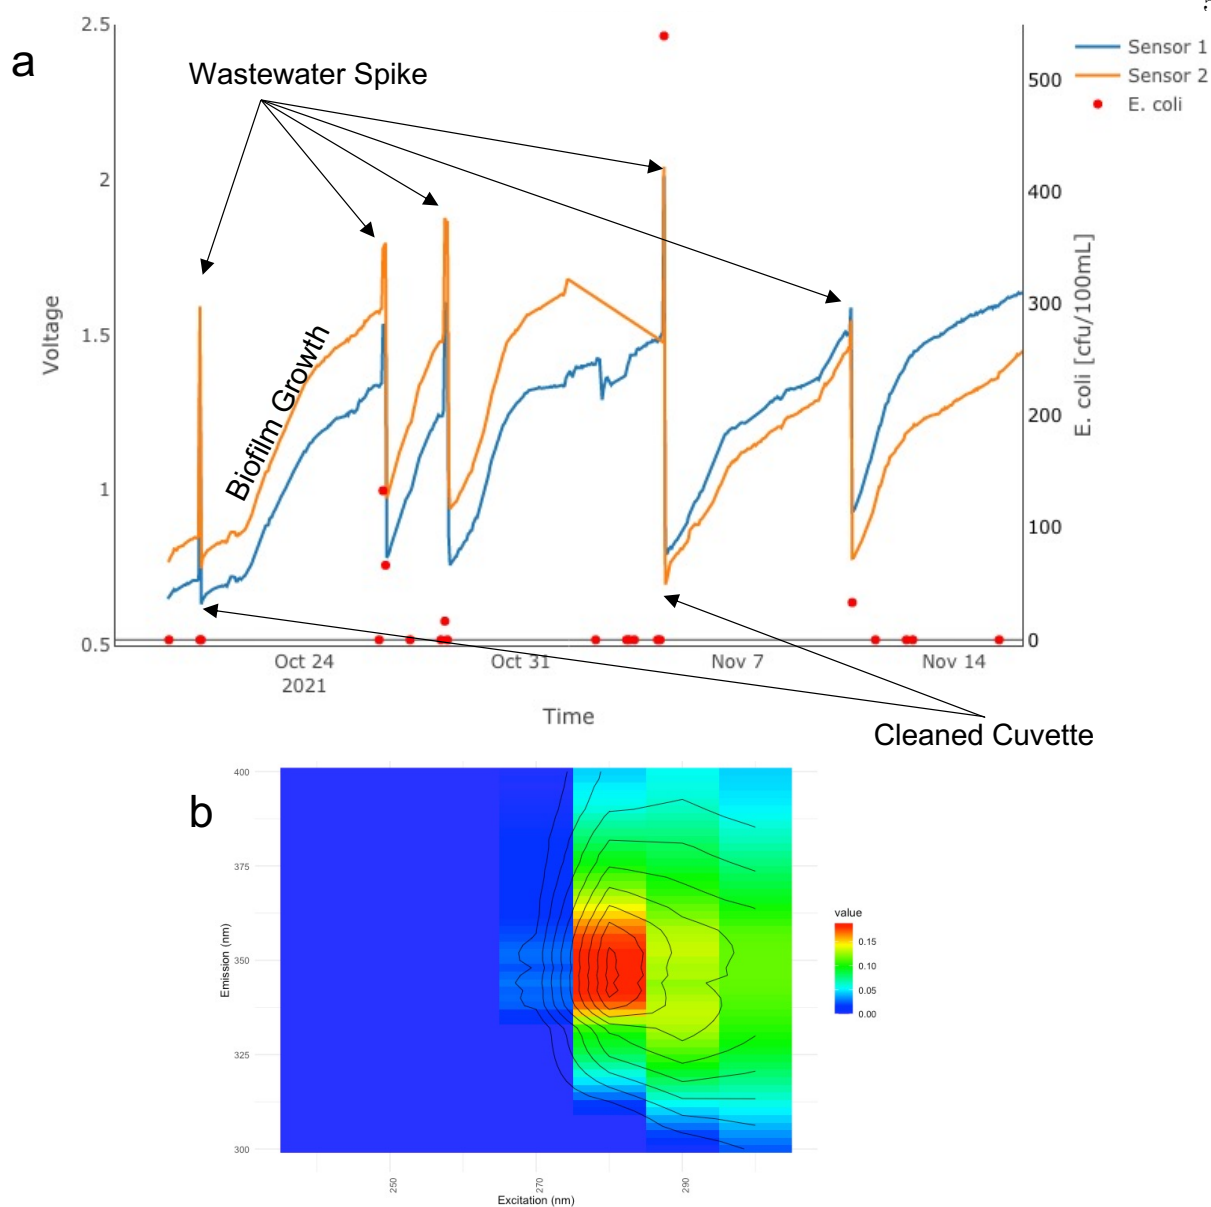 a
Wastewater Spike
Sensor 1
Sensor 2
E. coli
2.5
2
1.5
1
0.5
Voltage
Biofilm Growth
500
400
300
200
100
0
E. coli [cfu/100mL]
Oct 24
2021
Oct 31
Nov 7
Nov 14
Time
Cleaned Cuvette
b
400
375
350
325
300
Emission (nm)
250
270
290
Excitation (nm)
value
0.15
0.10
0.05
0.00